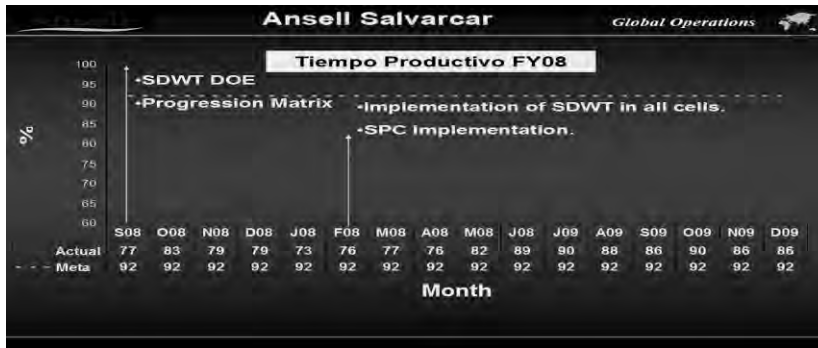 Ansell Salvarcar
Global Operations
Tiempo Productivo FY08
•SDWT DOE
•Progression Matrix
•Implementation of SDWT in all cells.
•SPC Implementation.
%
100
95
90
85
80
75
70
65
60
S08 O08 N08 D08 J08 F08 M08 A08 M08 J08 J09 A09 S09 O09 N09 D09
Actual 77 83 79 79 73 76 77 76 82 89 90 88 86 90 86 86
Meta 92 92 92 92 92 92 92 92 92 92 92 92 92 92 92 92
Month